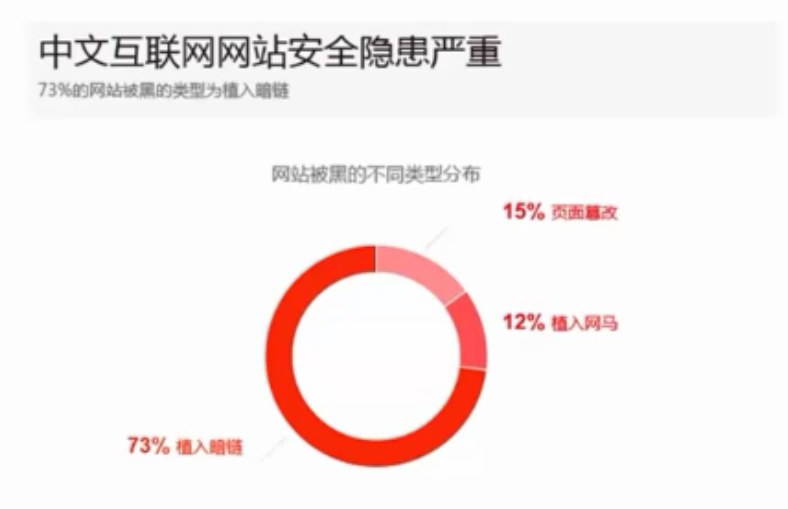 中文互联网网站安全隐患严重
73%的网站被黑的类型为植入暗链
网站被黑的不同类型分布
15% 页面篡改
12% 植入网马
73% 植入暗链